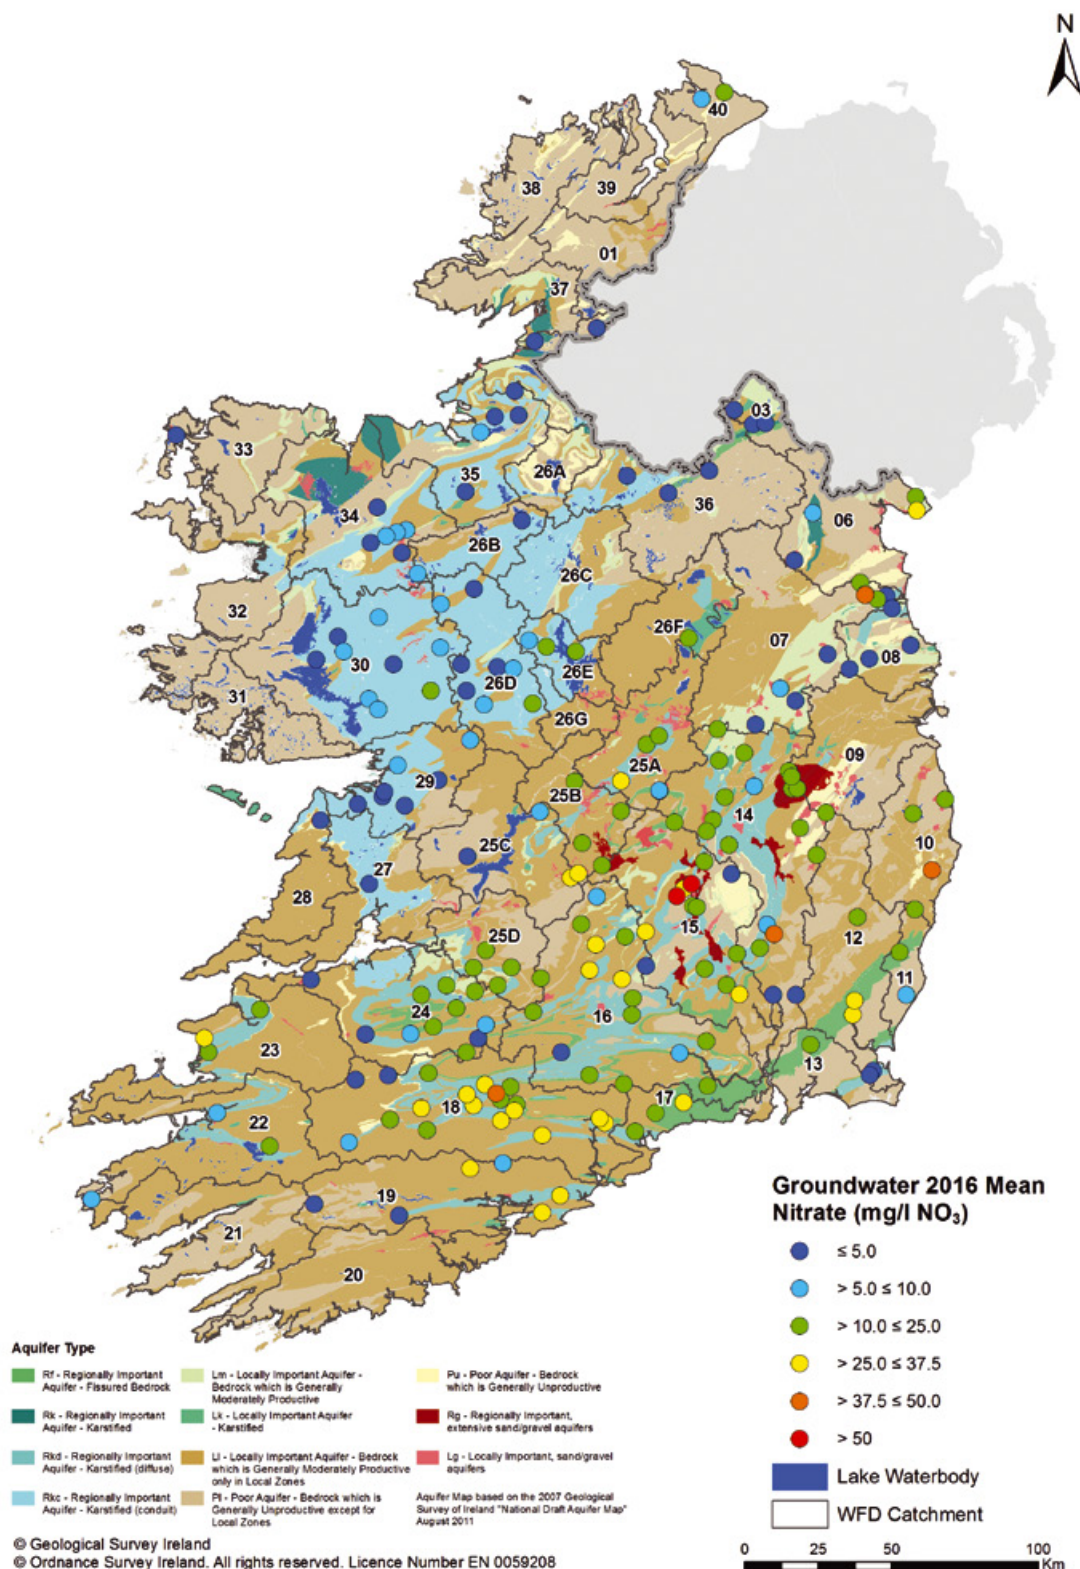 N
40
38
39
01
37
03
33
35
26A
34
36
06
26B
26C
32
26F
07
30
26E
08
26D
31
26G
25A
09
29
25B
14
25C
10
27
28
15
25D
12
11
24
16
23
13
18
17
22
19
21
20
Groundwater 2016 Mean
Nitrate (mg/l NO₃)
≤ 5.0
> 5.0 ≤ 10.0
> 10.0 ≤ 25.0
> 25.0 ≤ 37.5
> 37.5 ≤ 50.0
> 50
Lake Waterbody
WFD Catchment
0 25 50 100
Km
Aquifer Type
Rf - Regionally Important
Aquifer - Fissured Bedrock
Rk - Regionally Important
Aquifer - Karstified
Rkd - Regionally Important
Aquifer - Karstified (diffuse)
Rkc - Regionally Important
Aquifer - Karstified (conduit)
Lm - Locally Important Aquifer -
Bedrock which is Generally
Moderately Productive
Lk - Locally Important Aquifer
- Karstified
Ll - Locally Important Aquifer - Bedrock
which is Generally Moderately Productive
only in Local Zones
Pl - Poor Aquifer - Bedrock which is
Generally Unproductive except for
Local Zones
Pu - Poor Aquifer - Bedrock
which is Generally Unproductive
Rg - Regionally Important,
extensive sand/gravel aquifers
Lg - Locally Important, sand/gravel
aquifers
Aquifer Map based on the 2007 Geological
Survey of Ireland "National Draft Aquifer Map"
August 2011
© Geological Survey Ireland
© Ordnance Survey Ireland. All rights reserved. Licence Number EN 0059208